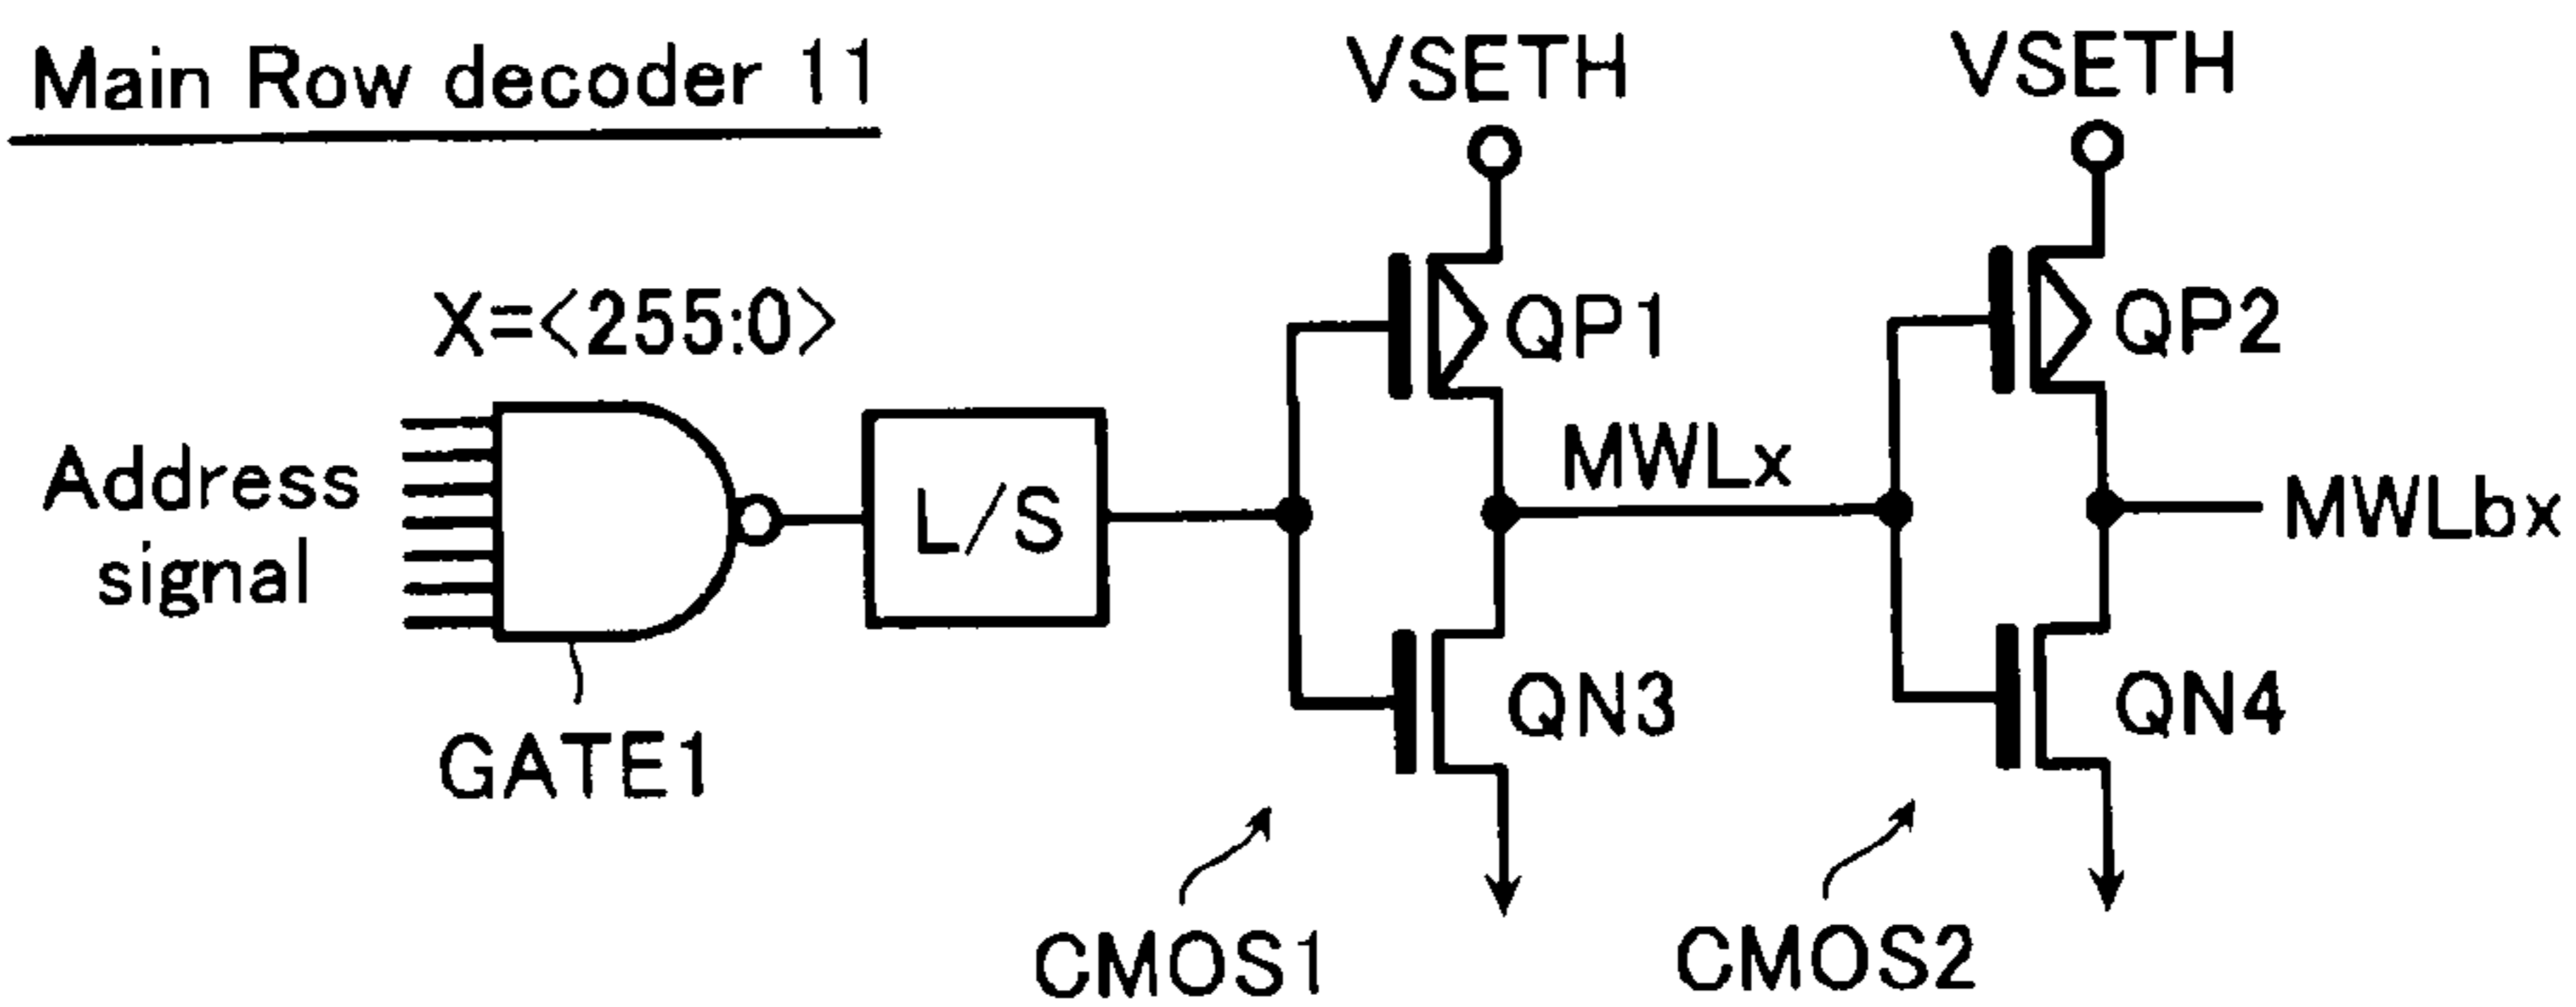 Main Row decoder 11
VSETH
VSETH
X=<255:0>
QP1
QP2
Address
signal
L/S
MWLx
MWLbx
GATE1
QN3
QN4
CMOS1
CMOS2